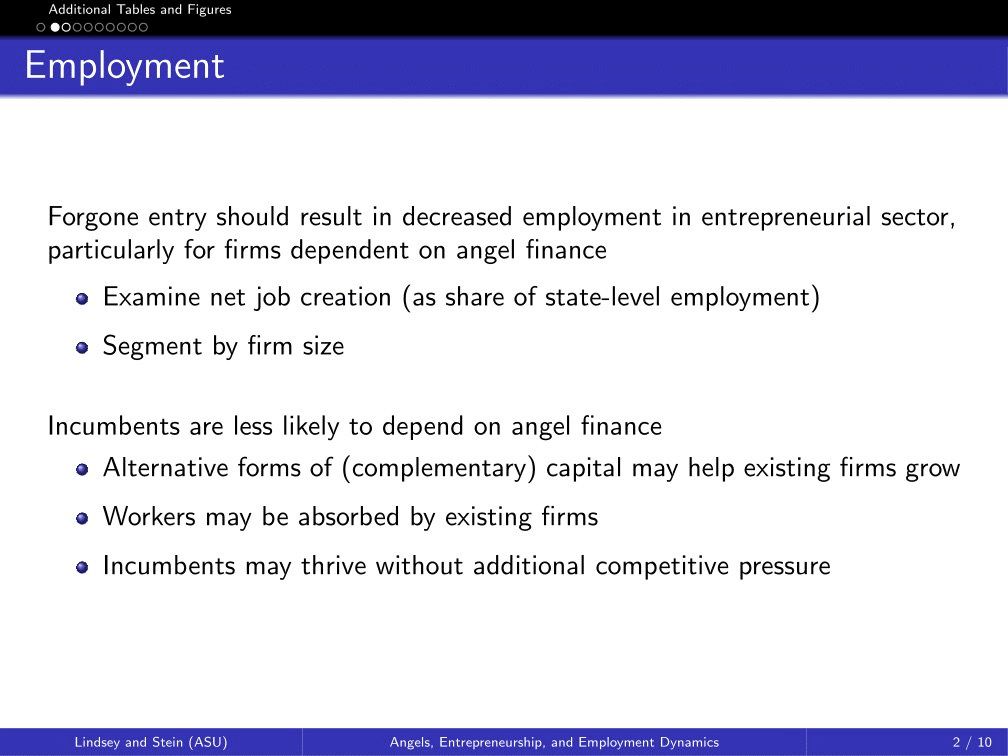 Additional Tables and Figures
Employment
Forgone entry should result in decreased employment in entrepreneurial sector,
particularly for firms dependent on angel finance
Examine net job creation (as share of state-level employment)
Segment by firm size
Incumbents are less likely to depend on angel finance
Alternative forms of (complementary) capital may help existing firms grow
Workers may be absorbed by existing firms
Incumbents may thrive without additional competitive pressure
Lindsey and Stein (ASU)
Angels, Entrepreneurship, and Employment Dynamics
2 / 10